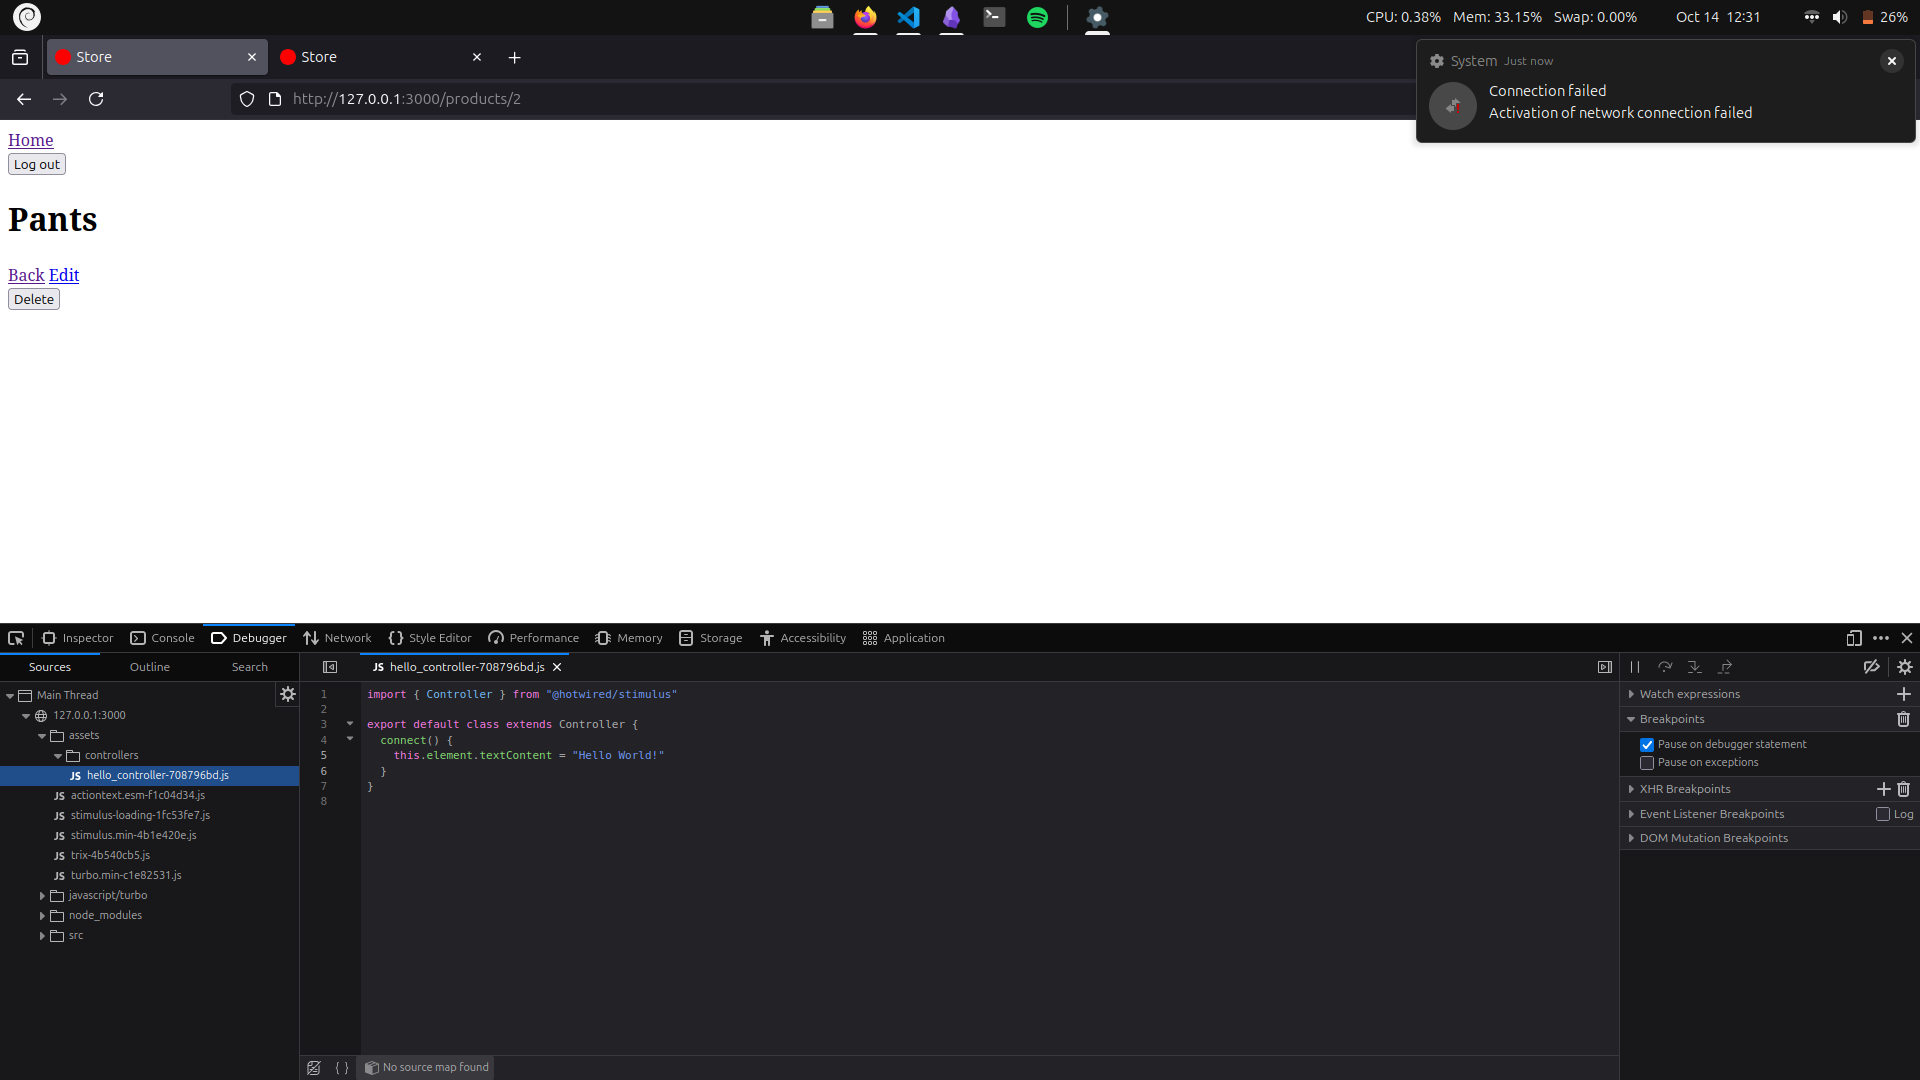 CPU: 0.38% Mem: 33.15% Swap: 0.00% Oct 14 12:31 26%
Store
Store
http://127.0.0.1:3000/products/2
System Just now
Connection failed
Activation of network connection failed
Home
Log out
Pants
Back Edit
Delete
Inspector Console Debugger Network Style Editor Performance Memory Storage Accessibility Application
Sources Outline Search
JS hello_controller-708796bd.js
Main Thread
127.0.0.1:3000
assets
controllers
JS hello_controller-708796bd.js
JS actiontext.esm-f1c04d34.js
JS stimulus-loading-1fc53fe7.js
JS stimulus.min-4b1e420e.js
JS trix-4b540cb5.js
JS turbo.min-c1e82531.js
javascript/turbo
node_modules
src
1 import { Controller } from "@hotwired/stimulus"
2
3 export default class extends Controller {
4 connect() {
5 this.element.textContent = "Hello World!"
6 }
7 }
8
{ } No source map found
Watch expressions
Breakpoints
Pause on debugger statement
Pause on exceptions
XHR Breakpoints
Event Listener Breakpoints Log
DOM Mutation Breakpoints